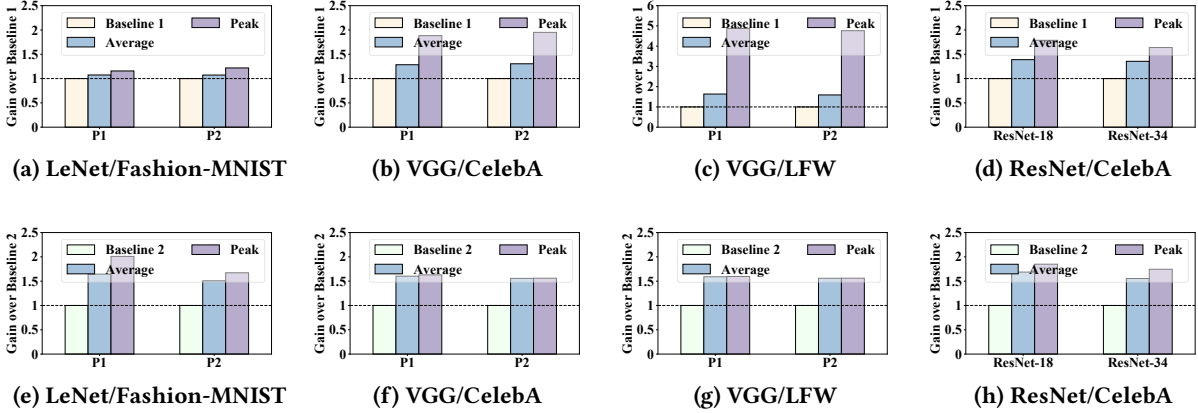 Gain over Baseline 1
2.5
2
1.5
1
0.5
0
Baseline 1
Average
Peak
P1
P2
(a) LeNet/Fashion-MNIST
Gain over Baseline 1
2.5
2
1.5
1
0.5
0
Baseline 1
Average
Peak
P1
P2
(b) VGG/CelebA
Gain over Baseline 1
6
5
4
3
2
1
0
Baseline 1
Average
Peak
P1
P2
(c) VGG/LFW
Gain over Baseline 1
2.5
2
1.5
1
0.5
0
Baseline 1
Average
Peak
ResNet-18
ResNet-34
(d) ResNet/CelebA
Gain over Baseline 2
2.5
2
1.5
1
0.5
0
Baseline 2
Average
Peak
P1
P2
(e) LeNet/Fashion-MNIST
Gain over Baseline 2
2.5
2
1.5
1
0.5
0
Baseline 2
Average
Peak
P1
P2
(f) VGG/CelebA
Gain over Baseline 2
2.5
2
1.5
1
0.5
0
Baseline 2
Average
Peak
P1
P2
(g) VGG/LFW
Gain over Baseline 2
2.5
2
1.5
1
0.5
0
Baseline 2
Average
Peak
ResNet-18
ResNet-34
(h) ResNet/CelebA